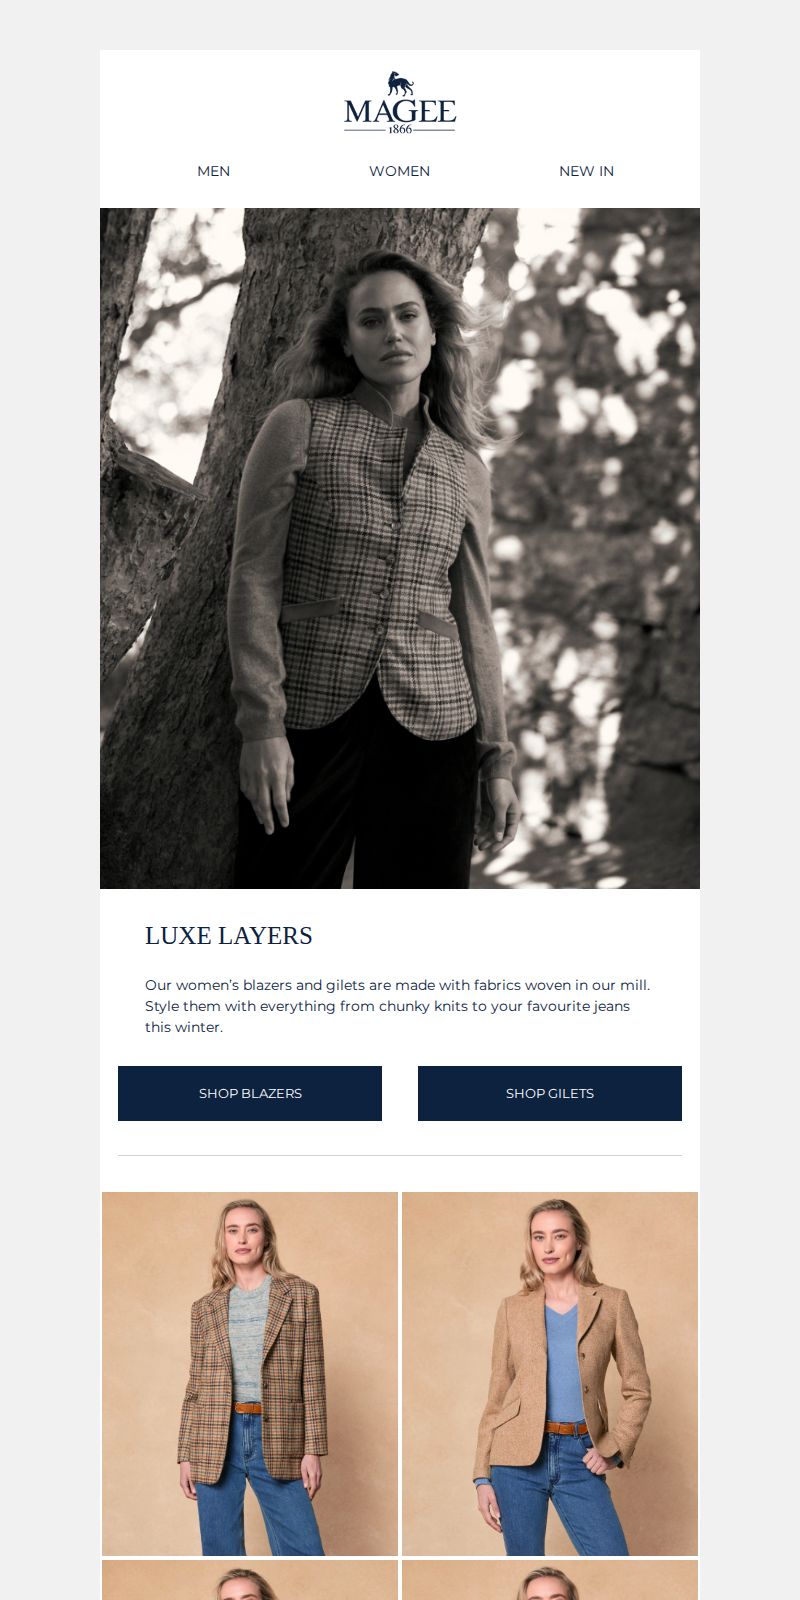 MAGEE
1866
MEN
WOMEN
NEW IN
LUXE LAYERS
Our women’s blazers and gilets are made with fabrics woven in our mill.
Style them with everything from chunky knits to your favourite jeans
this winter.
SHOP BLAZERS
SHOP GILETS